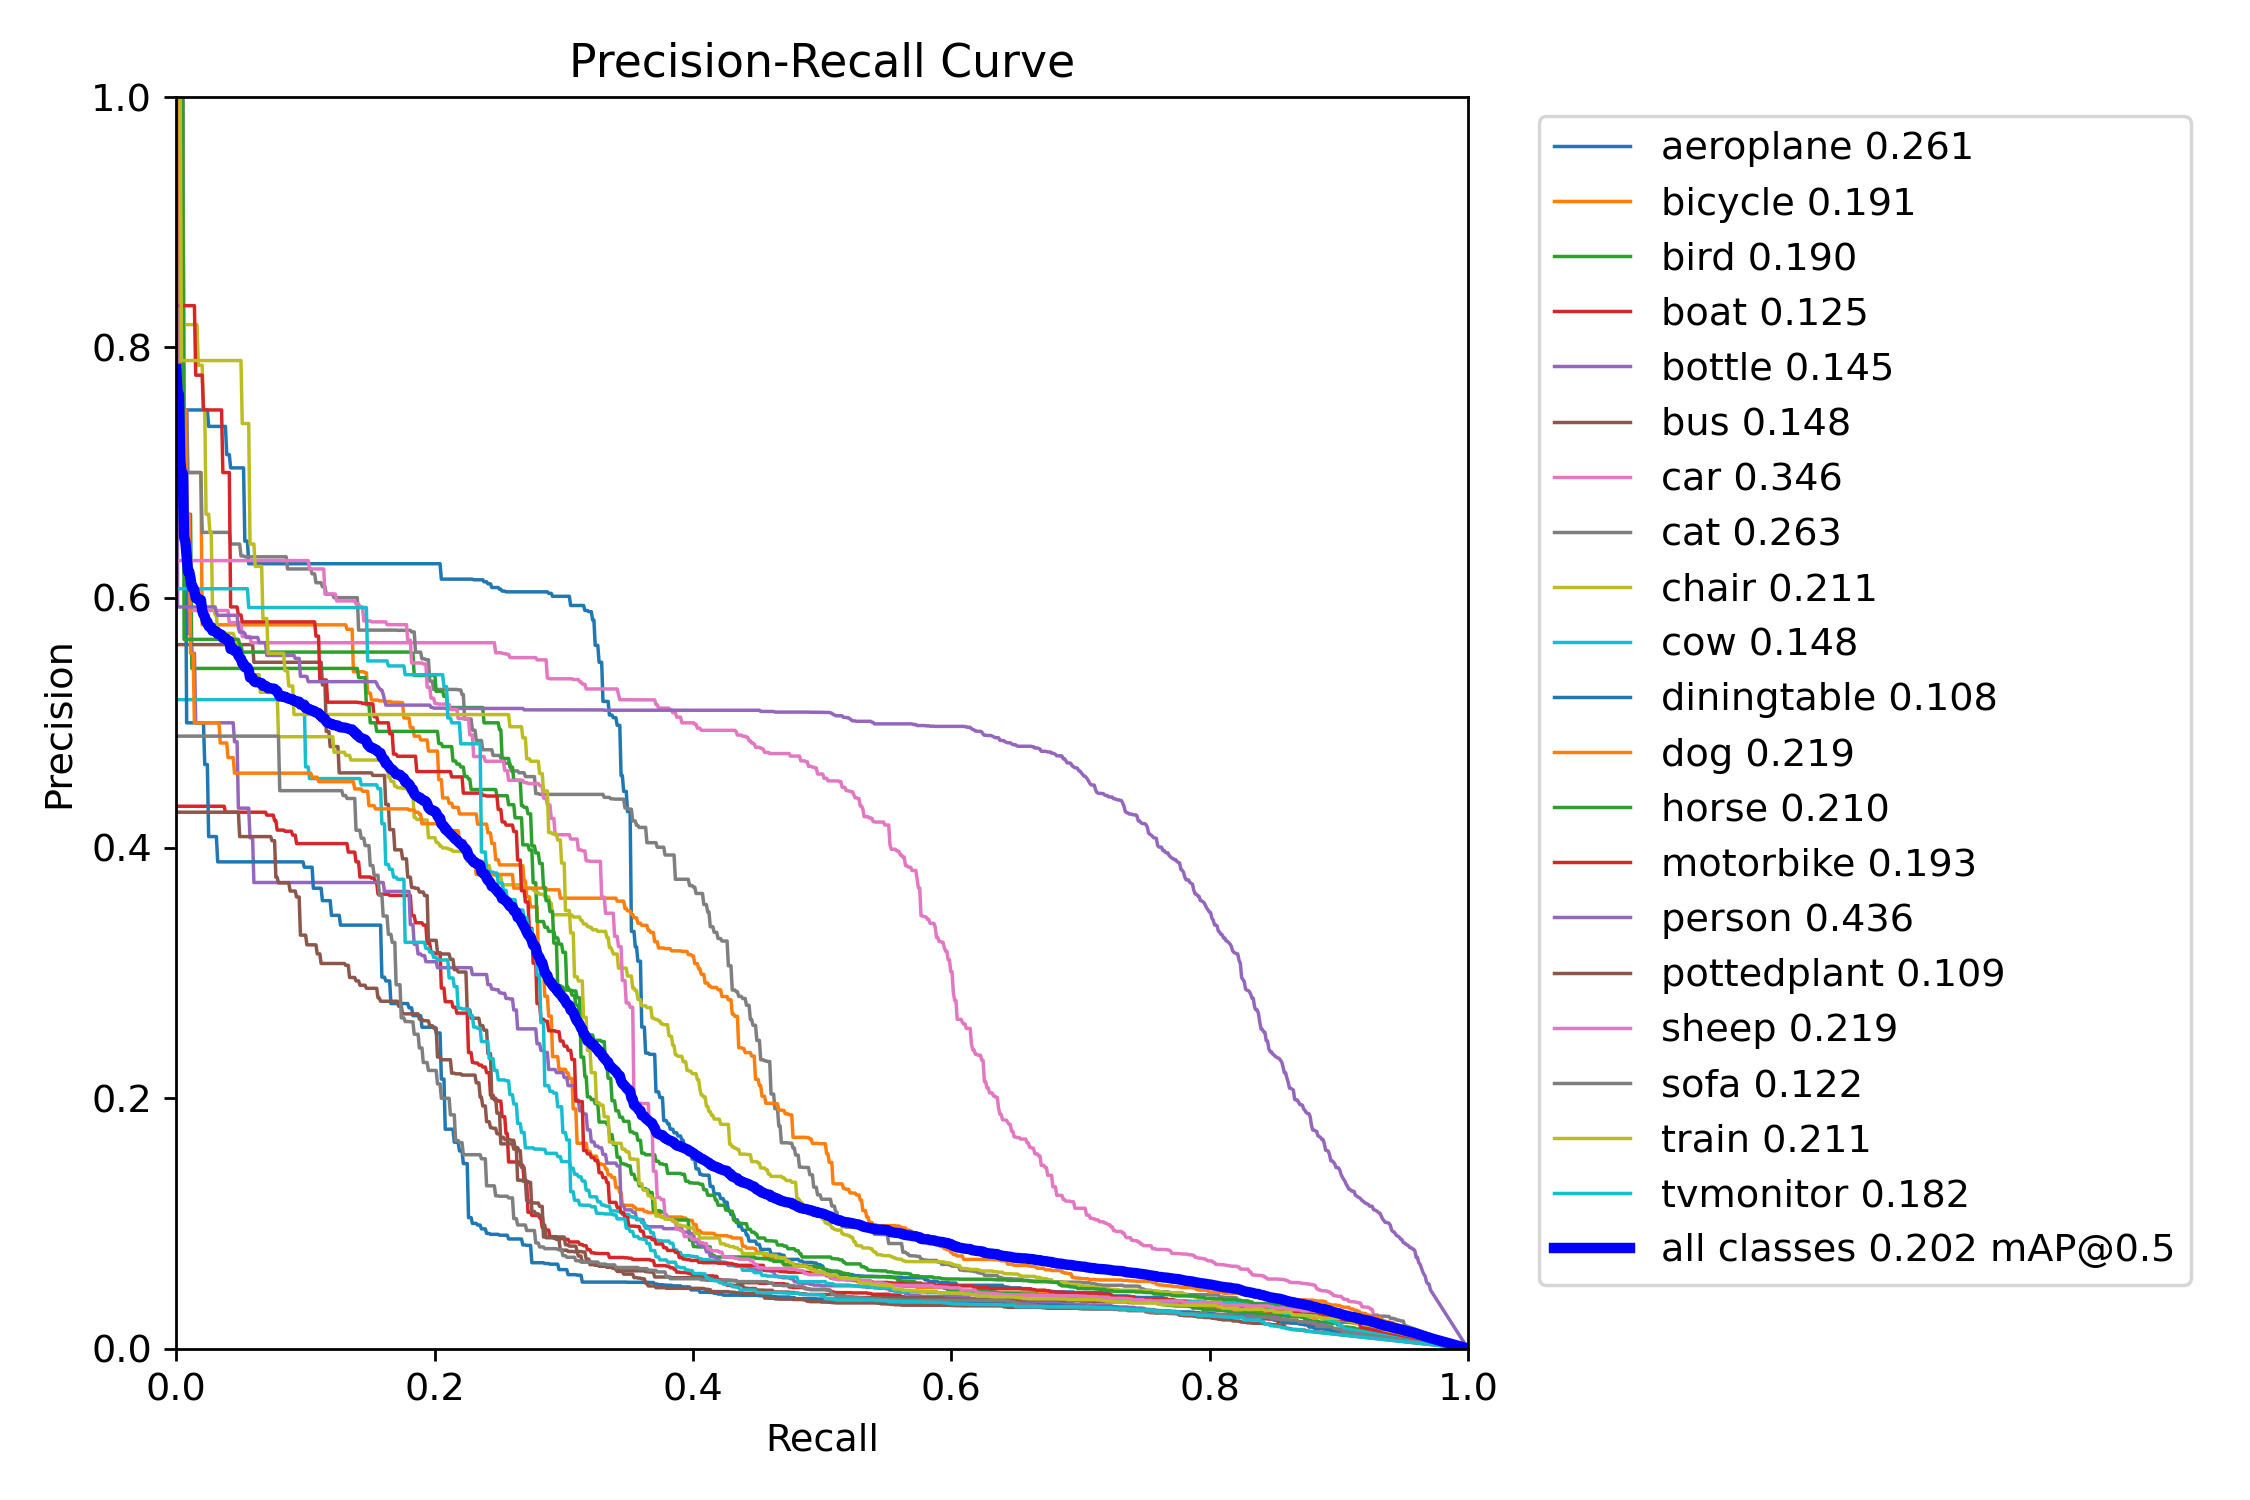 Precision-Recall Curve
1.0
0.8
0.6
0.4
0.2
0.0
Precision
0.0 0.2 0.4 0.6 0.8 1.0
Recall
aeroplane 0.261
bicycle 0.191
bird 0.190
boat 0.125
bottle 0.145
bus 0.148
car 0.346
cat 0.263
chair 0.211
cow 0.148
diningtable 0.108
dog 0.219
horse 0.210
motorbike 0.193
person 0.436
pottedplant 0.109
sheep 0.219
sofa 0.122
train 0.211
tvmonitor 0.182
all classes 0.202 mAP@0.5